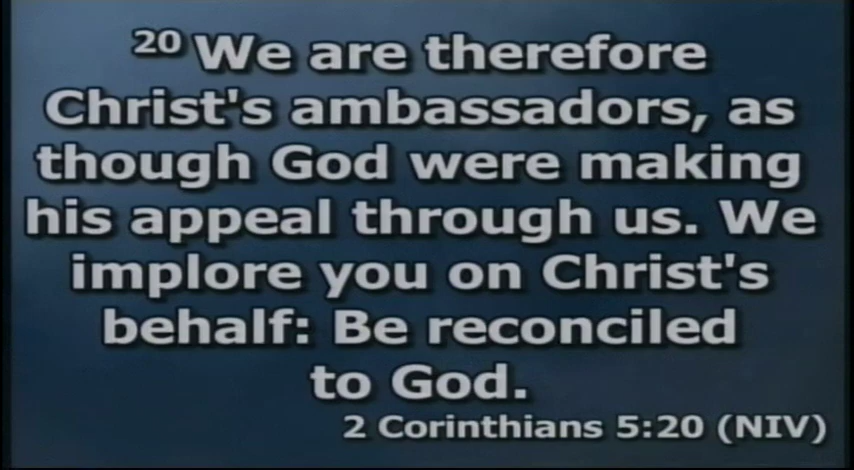 20 We are therefore
Christ's ambassadors, as
though God were making
his appeal through us. We
implore you on Christ's
behalf: Be reconciled
to God.
2 Corinthians 5:20 (NIV)